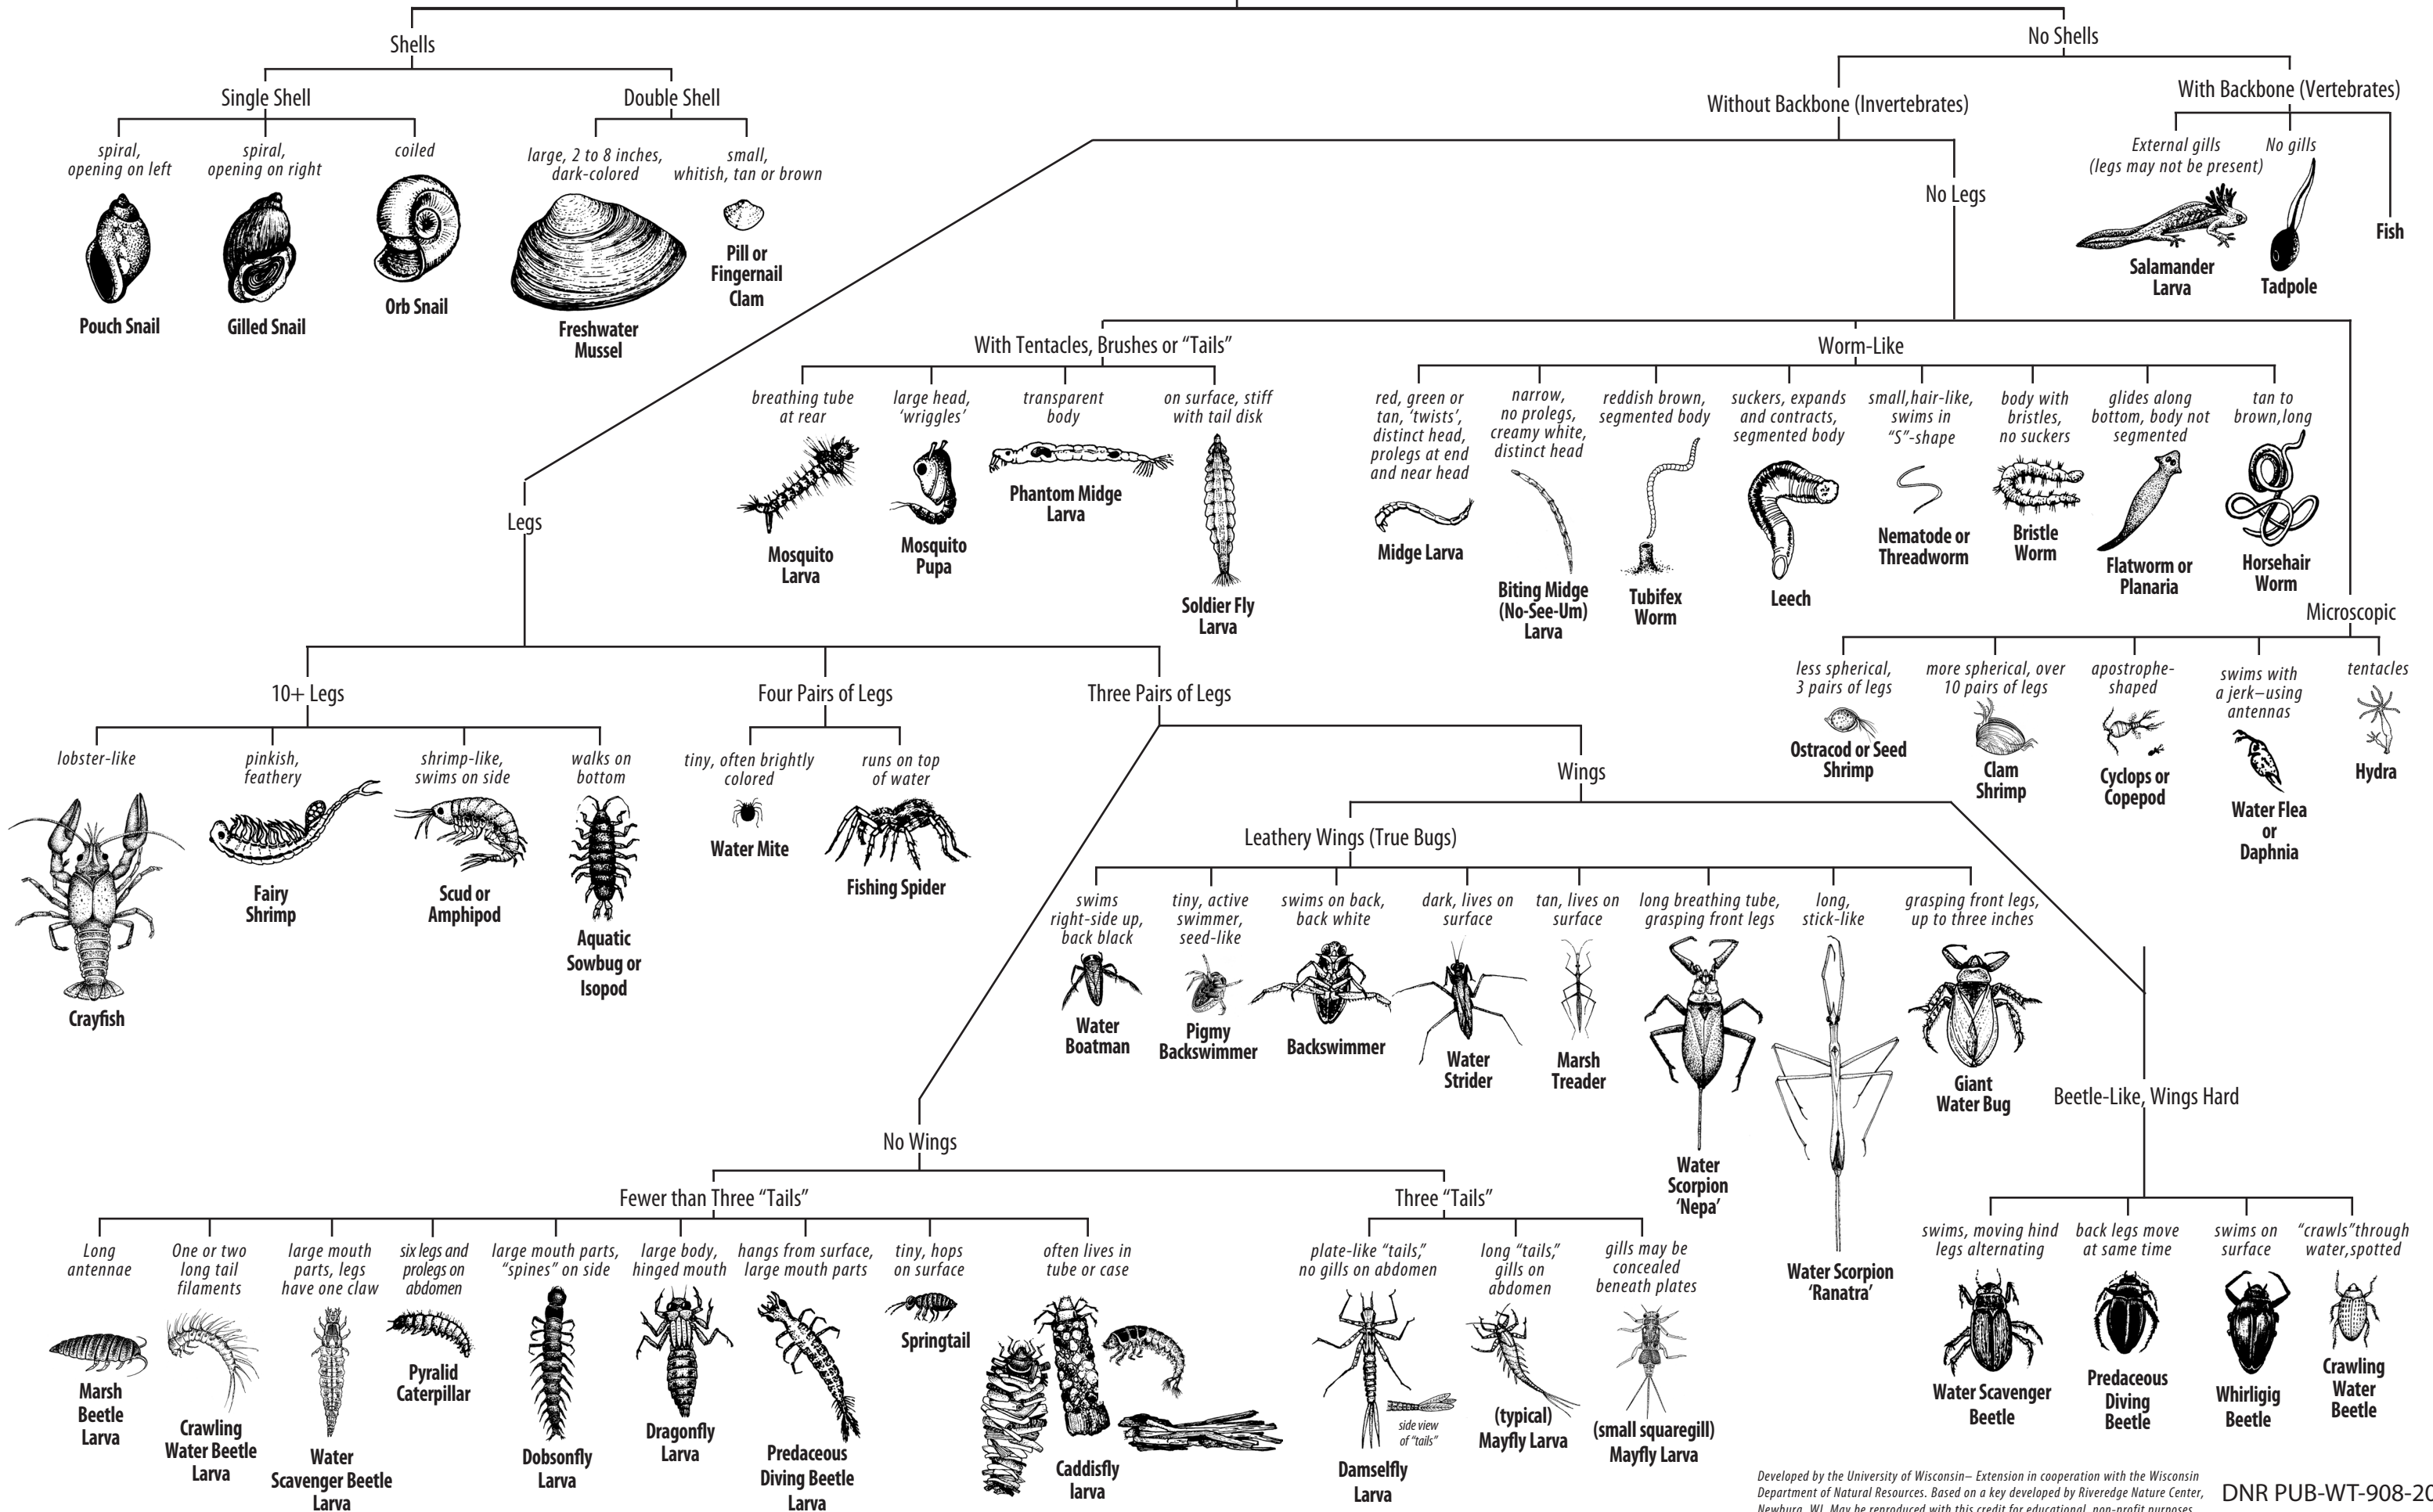 Shells
No Shells
Single Shell
Double Shell
Without Backbone (Invertebrates)
With Backbone (Vertebrates)
spiral,
opening on left
Pouch Snail
spiral,
opening on right
Gilled Snail
coiled
Orb Snail
large, 2 to 8 inches,
dark-colored
Freshwater
Mussel
small,
whitish, tan or brown
Pill or
Fingernail
Clam
External gills
(legs may not be present)
Salamander
Larva
No gills
Tadpole
Fish
No Legs
With Tentacles, Brushes or “Tails”
breathing tube
at rear
Mosquito
Larva
large head,
‘wriggles’
Mosquito
Pupa
transparent
body
Phantom Midge
Larva
on surface, stiff
with tail disk
Soldier Fly
Larva
Worm-Like
red, green or
tan, ‘twists’,
distinct head,
prolegs at end
and near head
Midge Larva
narrow,
no prolegs,
creamy white,
distinct head
Biting Midge
(No-See-Um)
Larva
reddish brown,
segmented body
Tubifex
Worm
suckers, expands
and contracts,
segmented body
Leech
small,hair-like,
swims in
“S”-shape
Nematode or
Threadworm
body with
bristles,
no suckers
Bristle
Worm
glides along
bottom, body not
segmented
Flatworm or
Planaria
tan to
brown,long
Horsehair
Worm
Microscopic
less spherical,
3 pairs of legs
Ostracod or Seed
Shrimp
more spherical, over
10 pairs of legs
Clam
Shrimp
apostrophe-
shaped
Cyclops or
Copepod
swims with
a jerk–using
antennas
Water Flea
or
Daphnia
tentacles
Hydra
Legs
10+ Legs
lobster-like
Crayfish
pinkish,
feathery
Fairy
Shrimp
shrimp-like,
swims on side
Scud or
Amphipod
walks on
bottom
Aquatic
Sowbug or
Isopod
Four Pairs of Legs
tiny, often brightly
colored
Water Mite
runs on top
of water
Fishing Spider
Three Pairs of Legs
Wings
Leathery Wings (True Bugs)
swims
right-side up,
back black
Water
Boatman
tiny, active
swimmer,
seed-like
Pigmy
Backswimmer
swims on back,
back white
Backswimmer
dark, lives on
surface
Water
Strider
tan, lives on
surface
Marsh
Treader
long breathing tube,
grasping front legs
Water
Scorpion
‘Nepa’
long,
stick-like
Water Scorpion
‘Ranatra’
grasping front legs,
up to three inches
Giant
Water Bug
Beetle-Like, Wings Hard
swims, moving hind
legs alternating
Water Scavenger
Beetle
back legs move
at same time
Predaceous
Diving
Beetle
swims on
surface
Whirligig
Beetle
“crawls”through
water,spotted
Crawling
Water
Beetle
No Wings
Fewer than Three “Tails”
Long
antennae
Marsh
Beetle
Larva
One or two
long tail
filaments
Crawling
Water Beetle
Larva
large mouth
parts, legs
have one claw
Water
Scavenger Beetle
Larva
six legs and
prolegs on
abdomen
Pyralid
Caterpillar
large mouth parts,
“spines” on side
Dobsonfly
Larva
large body,
hinged mouth
Dragonfly
Larva
hangs from surface,
large mouth parts
Predaceous
Diving Beetle
Larva
tiny, hops
on surface
Springtail
often lives in
tube or case
Caddisfly
larva
Three “Tails”
plate-like “tails,”
no gills on abdomen
side view
of “tails”
Damselfly
Larva
long “tails,”
gills on
abdomen
(typical)
Mayfly Larva
gills may be
concealed
beneath plates
(small squaregill)
Mayfly Larva
Developed by the University of Wisconsin– Extension in cooperation with the Wisconsin
Department of Natural Resources. Based on a key developed by Riveredge Nature Center,
Newburg, WI. May be reproduced with this credit for educational, non-profit purposes.
DNR PUB-WT-908-20